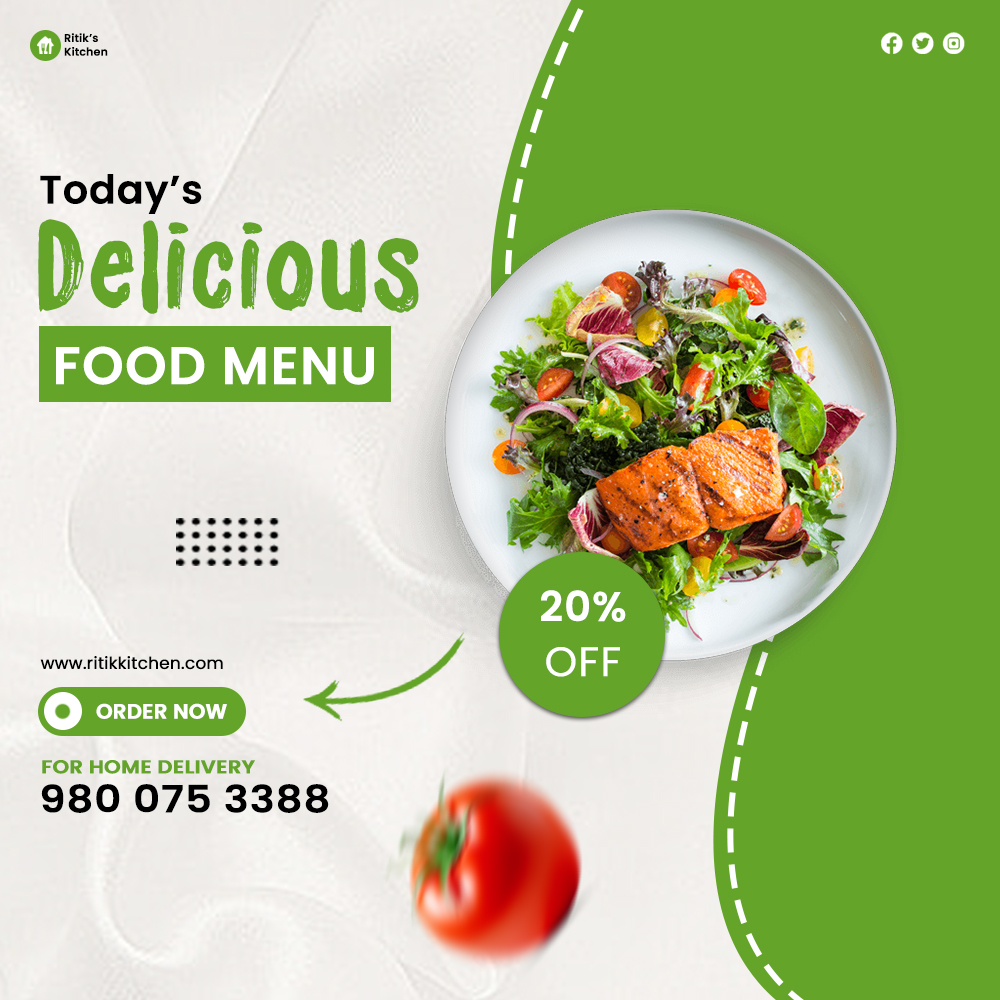 Ritik's
Kitchen
Today's
Delicious
FOOD MENU
20%
OFF
www.ritikkitchen.com
ORDER NOW
FOR HOME DELIVERY
980 075 3388